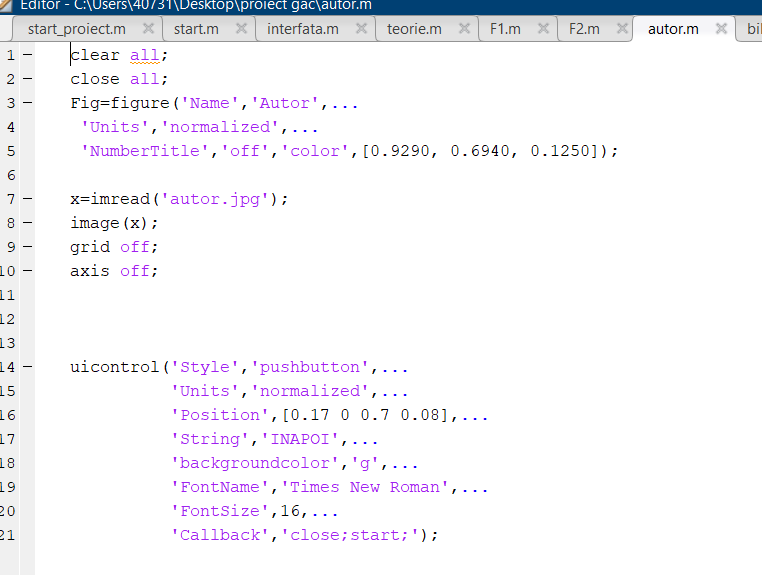 Editor - C:\Users\40731\Desktop\proiect gac\autor.m
start_proiect.m × start.m × interfata.m × teorie.m × F1.m × F2.m × autor.m × bi
1 – clear all;
2 – close all;
3 – Fig=figure('Name','Autor',...
4 'Units','normalized',...
5 'NumberTitle','off','color',[0.9290, 0.6940, 0.1250]);
6
7 – x=imread('autor.jpg');
8 – image(x);
9 – grid off;
10 – axis off;
11
12
13
14 – uicontrol('Style','pushbutton',...
15 'Units','normalized',...
16 'Position',[0.17 0 0.7 0.08],...
17 'String','INAPOI',...
18 'backgroundcolor','g',...
19 'FontName','Times New Roman',...
20 'FontSize',16,...
21 'Callback','close;start;');